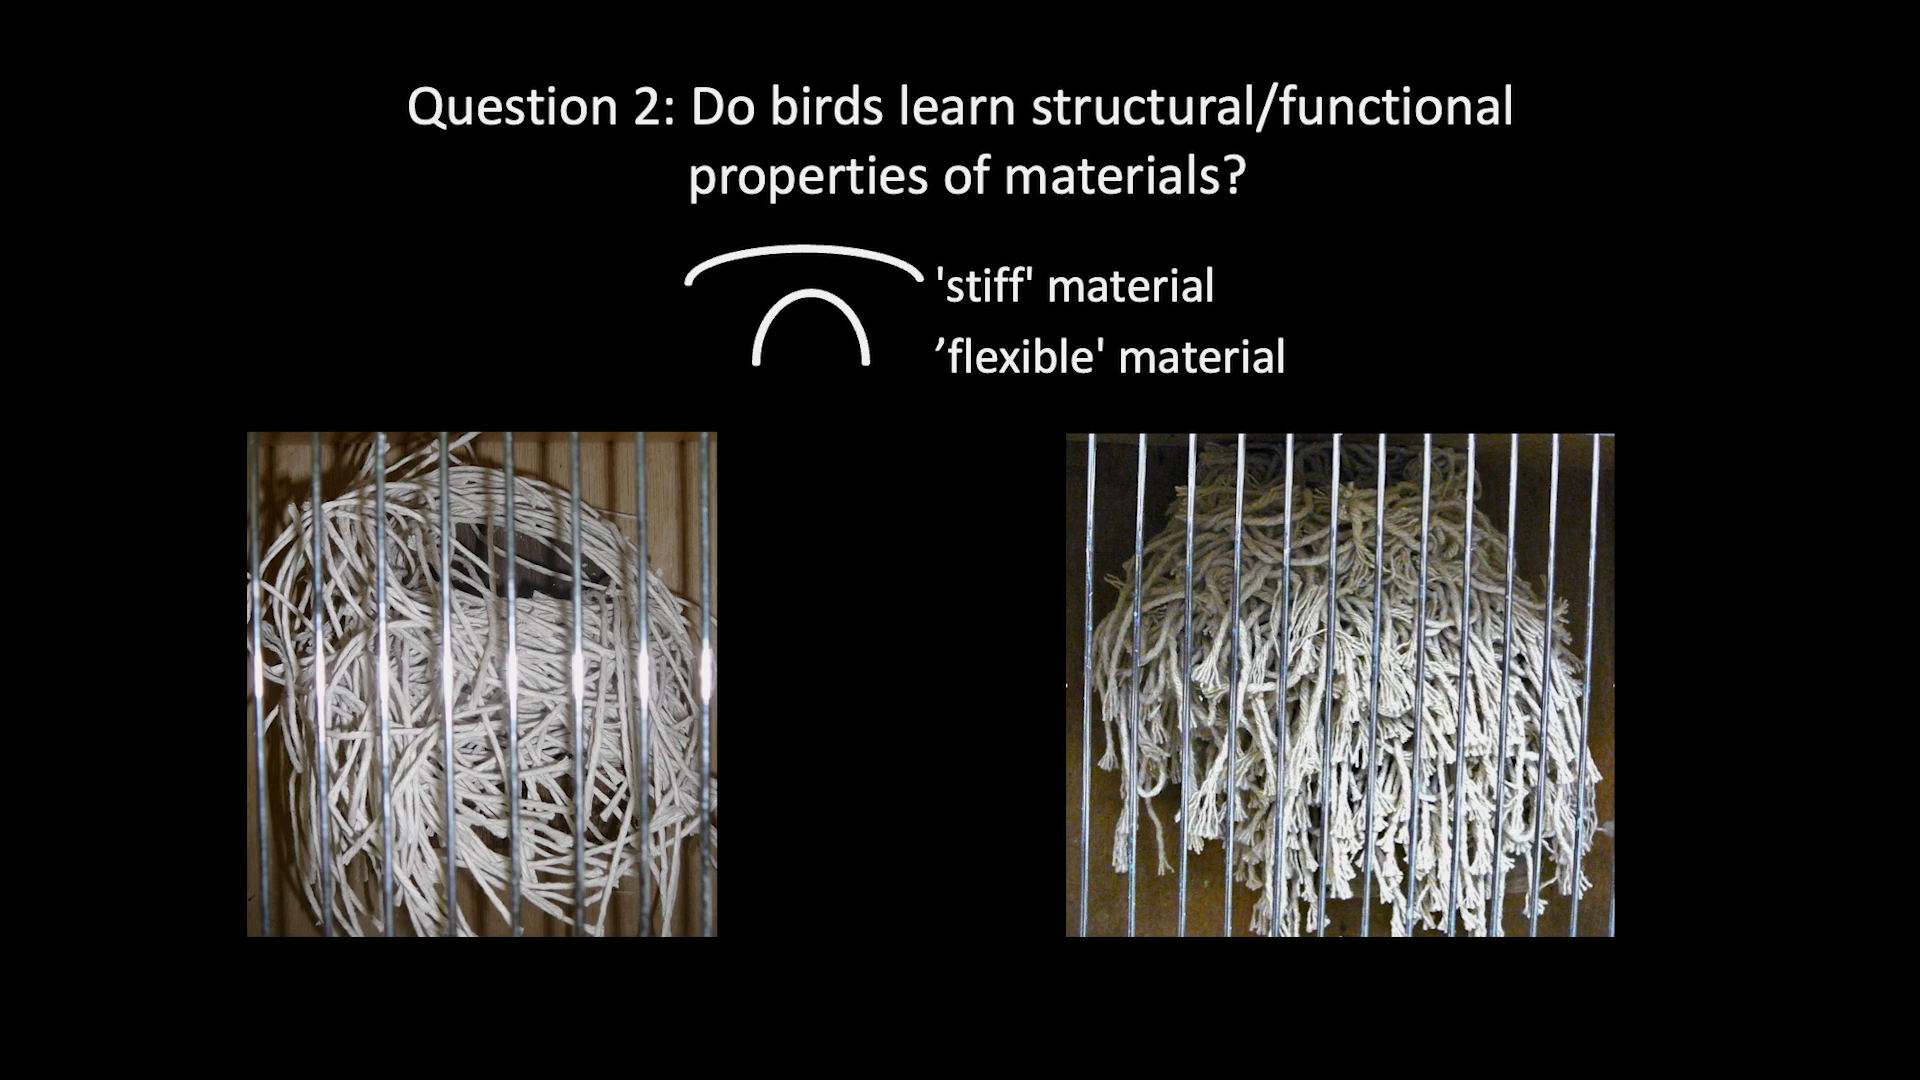 Question 2: Do birds learn structural/functional
properties of materials?
'stiff' material
’flexible' material